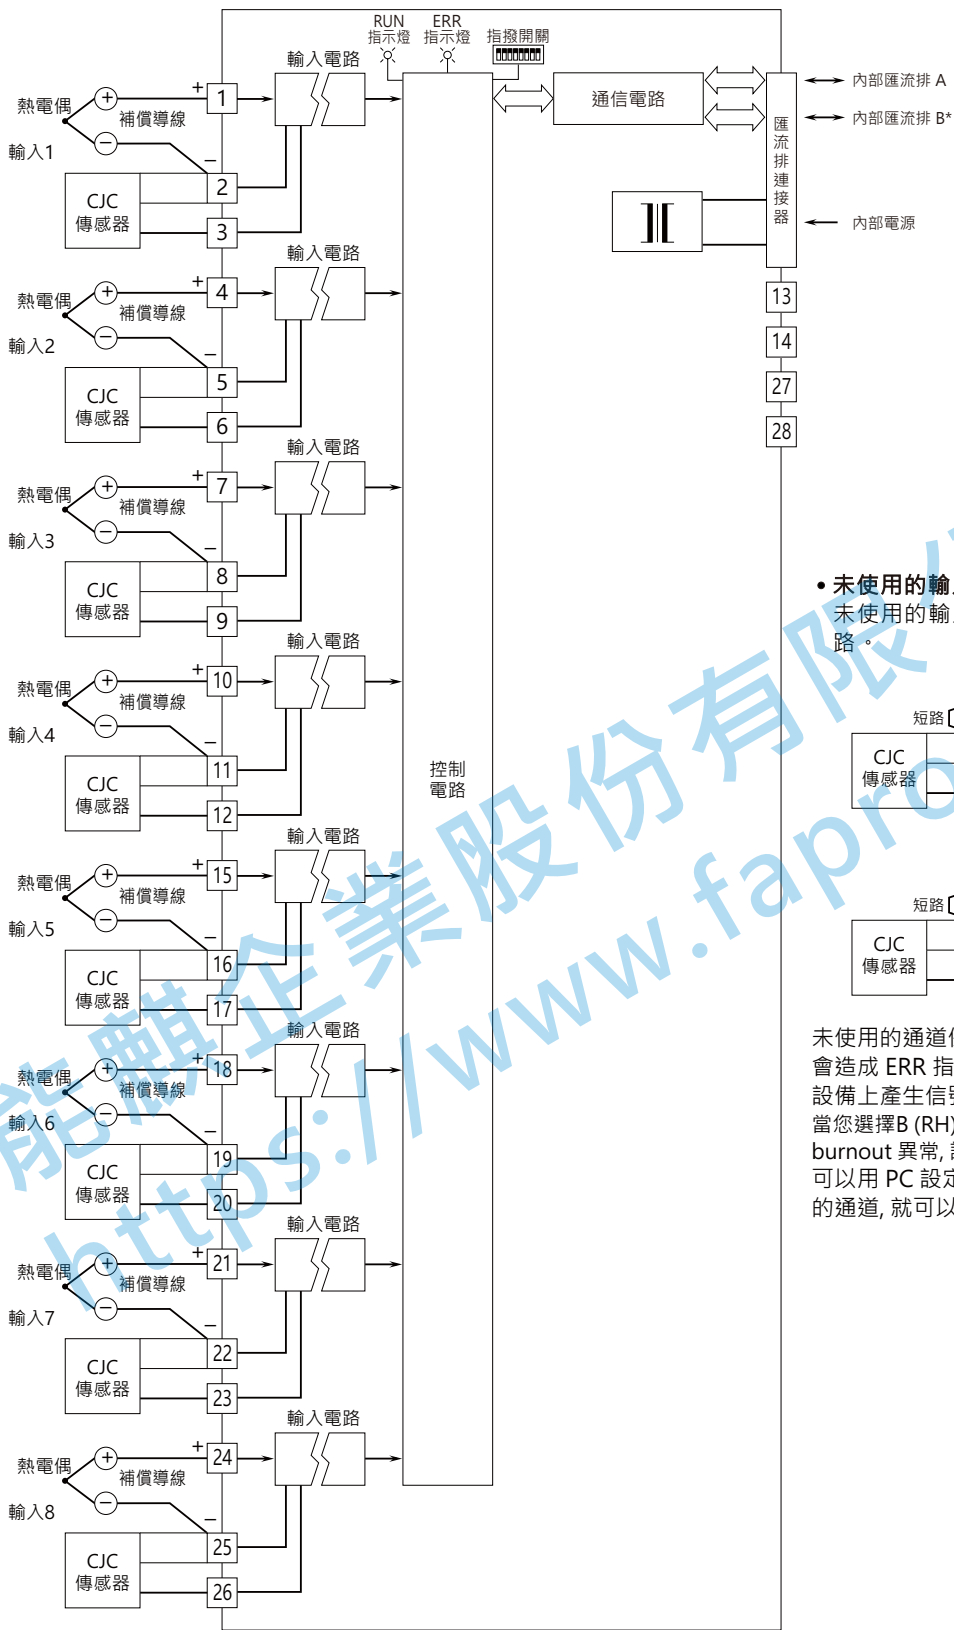 RUN
指示燈
ERR
指示燈
指撥開關
輸入電路
熱電偶
+
補償導線
+
1
輸入1
−
−
2
CJC
傳感器
3
通信電路
匯流排連接器
內部匯流排 A
內部匯流排 B*
內部電源
輸入電路
熱電偶
+
補償導線
+
4
輸入2
−
−
5
CJC
傳感器
6
13
14
27
28
輸入電路
熱電偶
+
補償導線
+
7
輸入3
−
−
8
CJC
傳感器
9
輸入電路
熱電偶
+
補償導線
+
10
輸入4
−
−
11
CJC
傳感器
12
控制
電路
輸入電路
熱電偶
+
補償導線
+
15
輸入5
−
−
16
CJC
傳感器
17
輸入電路
熱電偶
+
補償導線
+
18
輸入6
−
−
19
CJC
傳感器
20
輸入電路
熱電偶
+
補償導線
+
21
輸入7
−
−
22
CJC
傳感器
23
輸入電路
熱電偶
+
補償導線
+
24
輸入8
−
−
25
CJC
傳感器
26
• 未使用的輸
未使用的輸
路。
短路
CJC
傳感器
短路
CJC
傳感器
未使用的通道
會造成 ERR 指
設備上產生信
當您選擇B (RH)
burnout 異常,
可以用 PC 設
的通道, 就可以
能麒企業股份有限
https://www.fapro